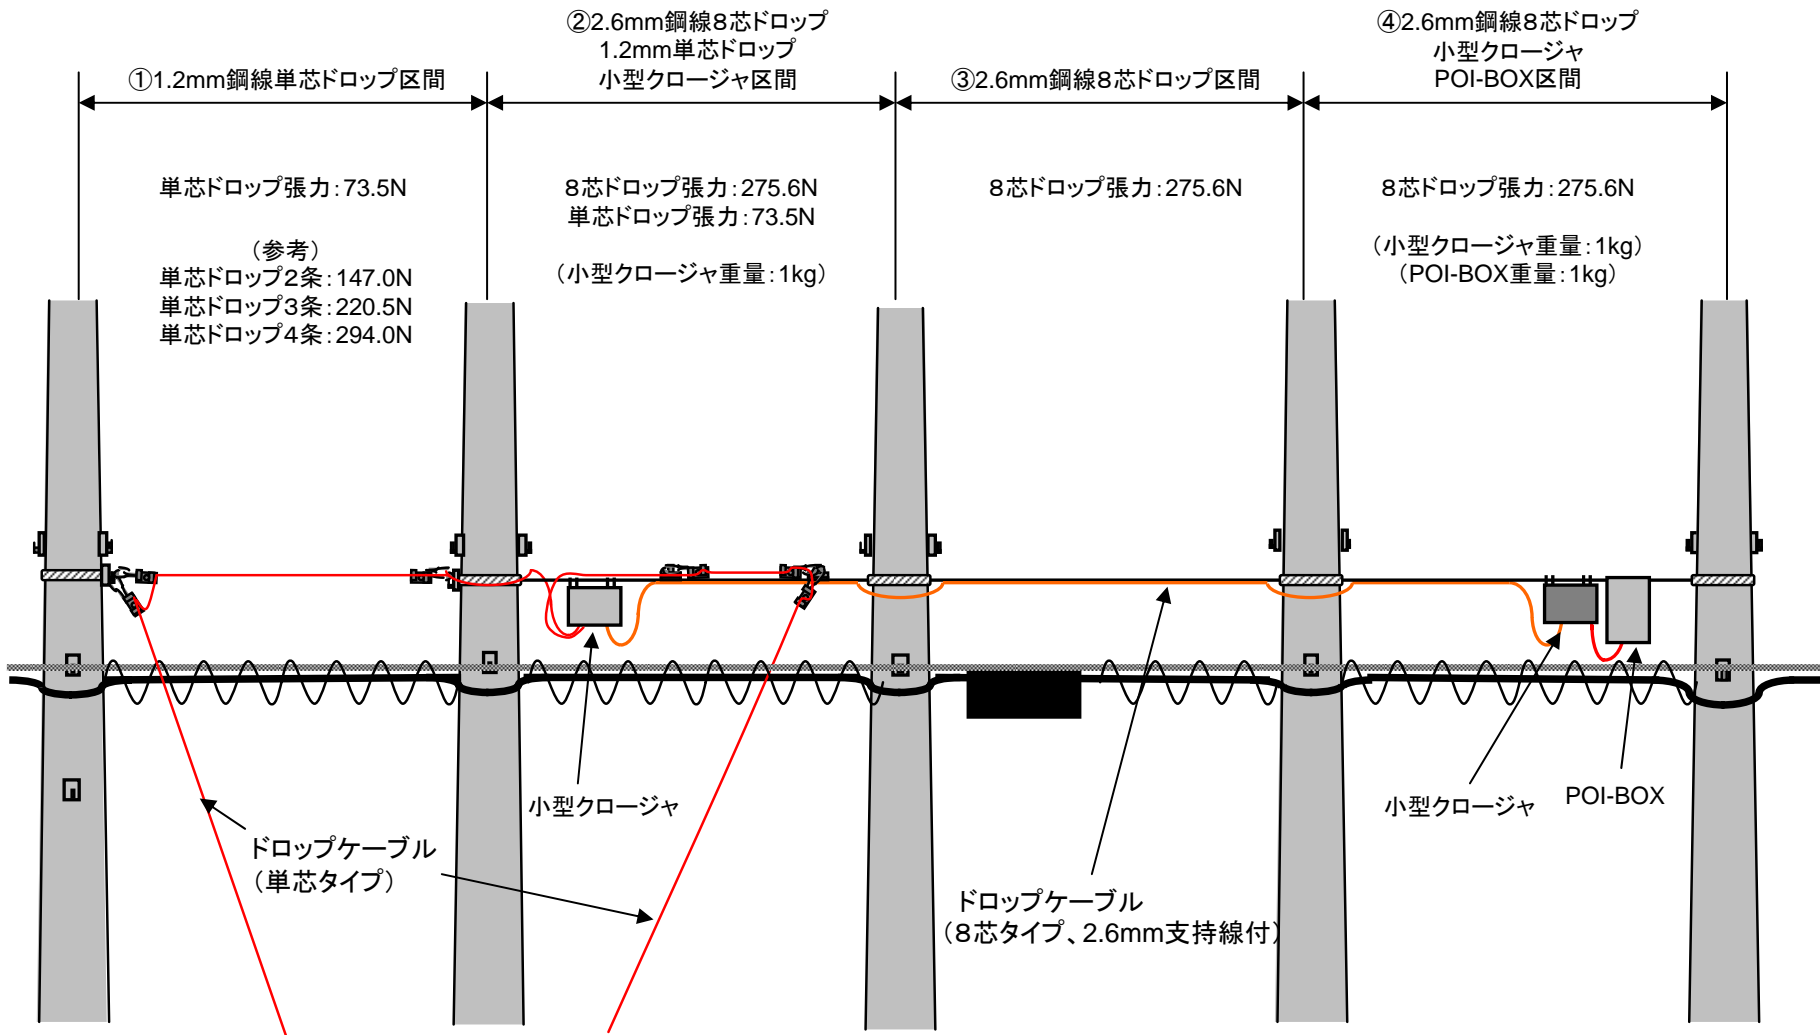 ①1.2mm鋼線単芯ドロップ区間
②2.6mm鋼線８芯ドロップ
1.2mm単芯ドロップ
小型クロージャ区間
③2.6mm鋼線８芯ドロップ区間
④2.6mm鋼線８芯ドロップ
小型クロージャ
POI-BOX区間
単芯ドロップ張力：73.5N
（参考）
単芯ドロップ２条：147.0N
単芯ドロップ３条：220.5N
単芯ドロップ４条：294.0N
８芯ドロップ張力：275.6N
単芯ドロップ張力：73.5N
（小型クロージャ重量：1kg）
８芯ドロップ張力：275.6N
８芯ドロップ張力：275.6N
（小型クロージャ重量：1kg）
（POI-BOX重量：1kg）
小型クロージャ
小型クロージャ
POI-BOX
ドロップケーブル
（単芯タイプ）
ドロップケーブル
（８芯タイプ、2.6mm支持線付）